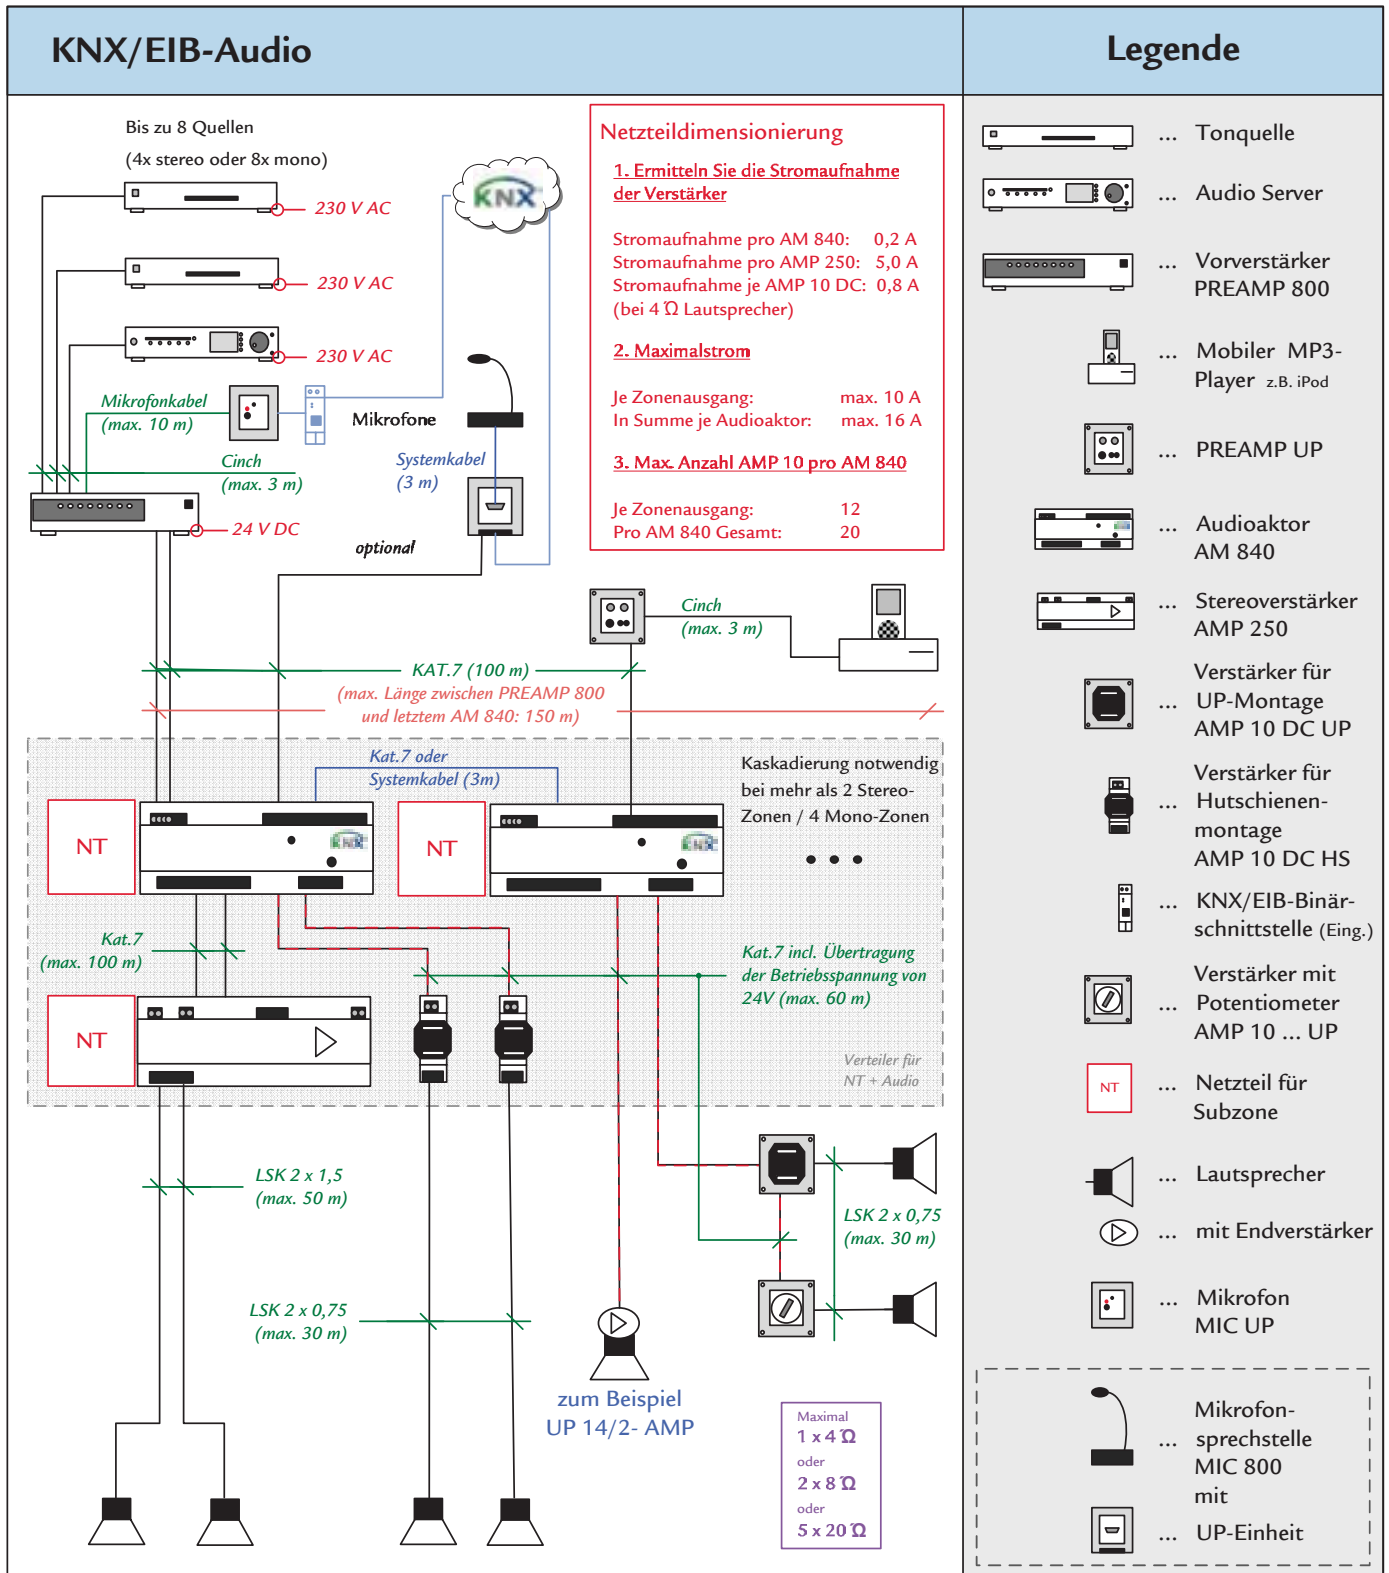 KNX/EIB-Audio
Bis zu 8 Quellen
(4x stereo oder 8x mono)
230 V AC
230 V AC
230 V AC
KNX
Mikrofonkabel
(max. 10 m)
Mikrofone
Cinch
(max. 3 m)
Systemkabel
(3 m)
24 V DC
optional
Netzteildimensionierung
1. Ermitteln Sie die Stromaufnahme
der Verstärker
Stromaufnahme pro AM 840: 0,2 A
Stromaufnahme pro AMP 250: 5,0 A
Stromaufnahme je AMP 10 DC: 0,8 A
(bei 4 Ω Lautsprecher)
2. Maximalstrom
Je Zonenausgang: max. 10 A
In Summe je Audioaktor: max. 16 A
3. Max. Anzahl AMP 10 pro AM 840
Je Zonenausgang: 12
Pro AM 840 Gesamt: 20
Cinch
(max. 3 m)
KAT.7 (100 m)
(max. Länge zwischen PREAMP 800
und letztem AM 840: 150 m)
Kat.7 oder
Systemkabel (3m)
Kaskadierung notwendig
bei mehr als 2 Stereo-
Zonen / 4 Mono-Zonen
NT
KNX
NT
KNX
• • •
Kat.7
(max. 100 m)
Kat.7 incl. Übertragung
der Betriebsspannung von
24V (max. 60 m)
NT
Verteiler für
NT + Audio
LSK 2 x 1,5
(max. 50 m)
LSK 2 x 0,75
(max. 30 m)
LSK 2 x 0,75
(max. 30 m)
zum Beispiel
UP 14/2- AMP
Maximal
1 x 4 Ω
oder
2 x 8 Ω
oder
5 x 20 Ω
Legende
... Tonquelle
... Audio Server
... Vorverstärker
PREAMP 800
... Mobiler MP3-
Player z.B. iPod
... PREAMP UP
KNX
... Audioaktor
AM 840
... Stereoverstärker
AMP 250
Verstärker für
... UP-Montage
AMP 10 DC UP
Verstärker für
... Hutschienen-
montage
AMP 10 DC HS
... KNX/EIB-Binär-
schnittstelle (Eing.)
Verstärker mit
... Potentiometer
AMP 10 ... UP
NT
... Netzteil für
Subzone
... Lautsprecher
... mit Endverstärker
... Mikrofon
MIC UP
Mikrofon-
... sprechstelle
MIC 800
mit
... UP-Einheit